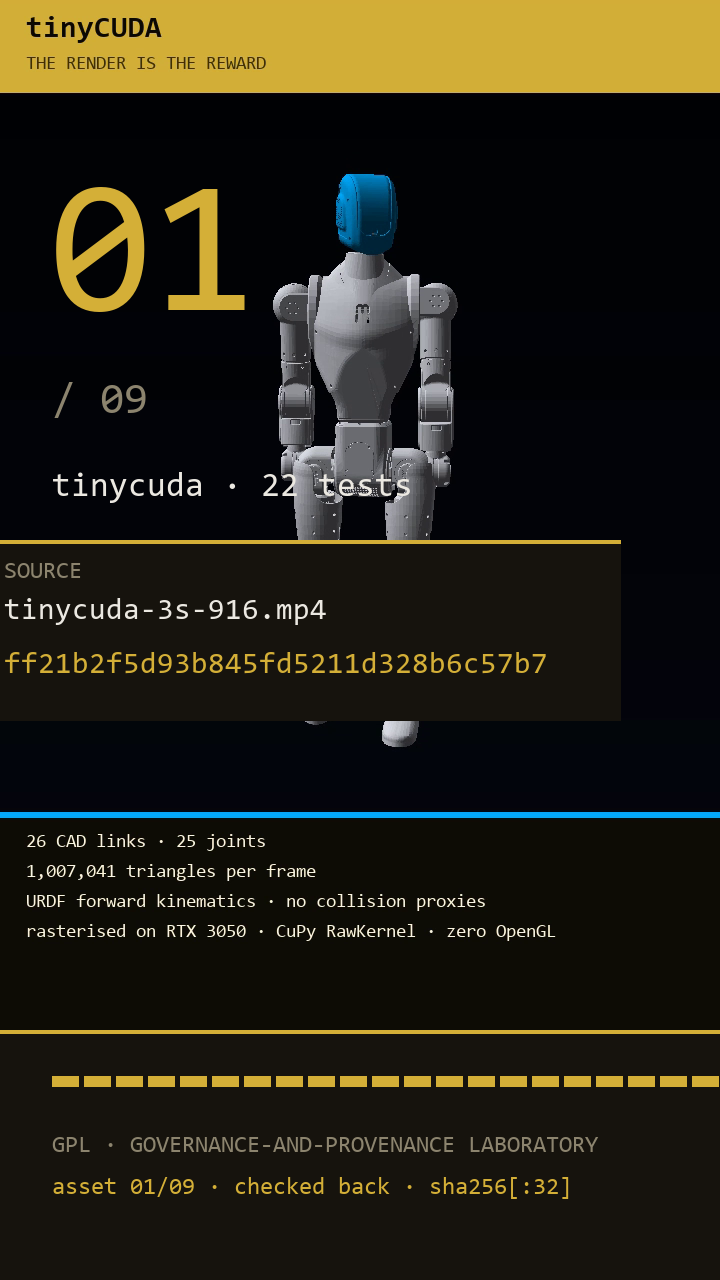 tinyCUDA
THE RENDER IS THE REWARD
01
/ 09
tinycuda · 22 tests
SOURCE
tinycuda-3s-916.mp4
ff21b2f5d93b845fd5211d328b6c57b7
26 CAD links · 25 joints
1,007,041 triangles per frame
URDF forward kinematics · no collision proxies
rasterised on RTX 3050 · CuPy RawKernel · zero OpenGL
GPL · GOVERNANCE-AND-PROVENANCE LABORATORY
asset 01/09 · checked back · sha256[:32]